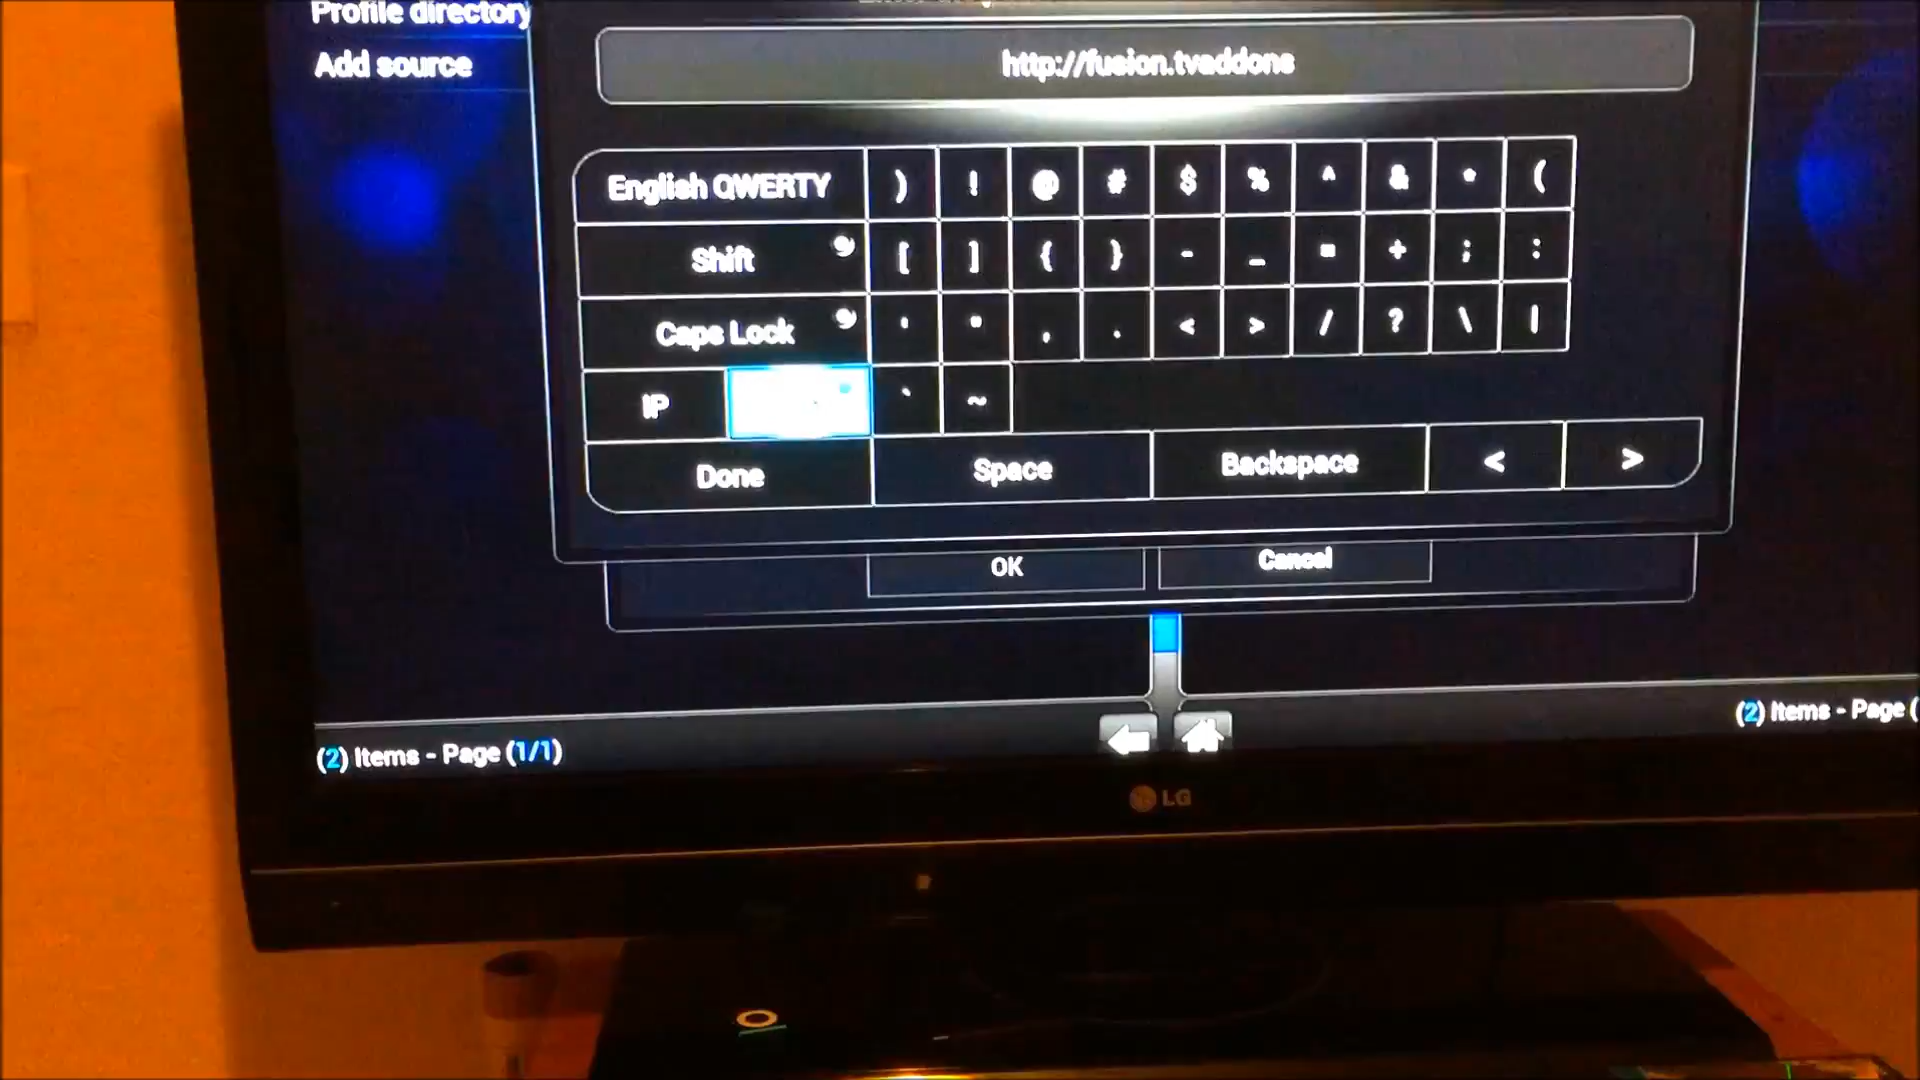 Profile directory
Add source
http://fusion.tvaddons
English QWERTY ) ! @ # $ % ^ & * (
Shift [ ] { } - _ = + ; :
Caps Lock ' " , . < > / ? \ |
IP ` ~
Done Space Backspace < >
OK Cancel
(2) Items - Page (1/1)
(2) Items - Page (
LG